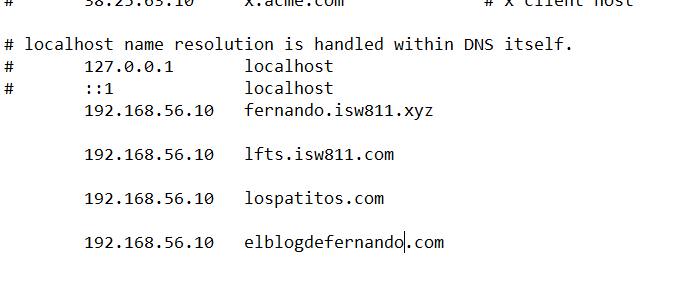 #       38.25.63.10     x.acme.com              # x client host
# localhost name resolution is handled within DNS itself.
#       127.0.0.1       localhost
#       ::1             localhost
        192.168.56.10   fernando.isw811.xyz
        192.168.56.10   lfts.isw811.com
        192.168.56.10   lospatitos.com
        192.168.56.10   elblogdefernando.com